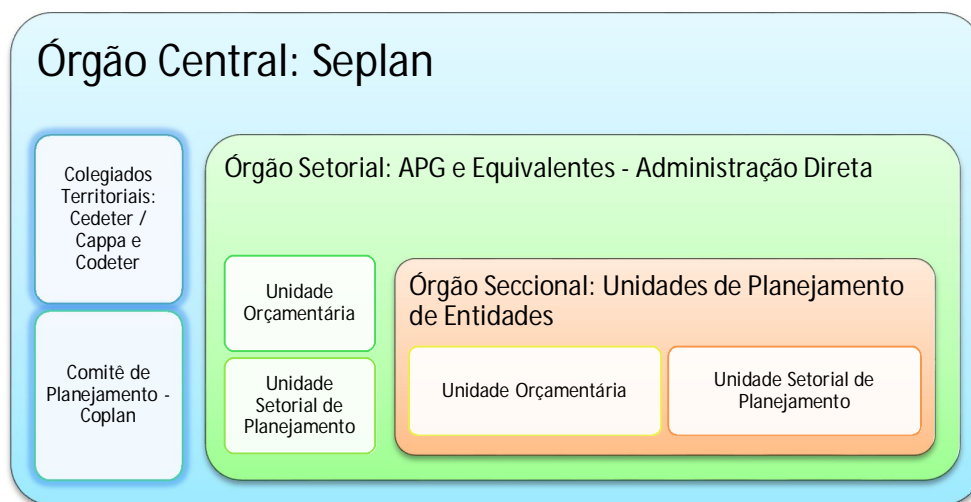 Órgão Central: Seplan
Colegiados
Territoriais:
Cedeter /
Cappa e
Codeter
Comitê de
Planejamento -
Coplan
Órgão Setorial: APG e Equivalentes - Administração Direta
Unidade
Orçamentária
Unidade
Setorial de
Planejamento
Órgão Seccional: Unidades de Planejamento
de Entidades
Unidade Orçamentária
Unidade Setorial de
Planejamento